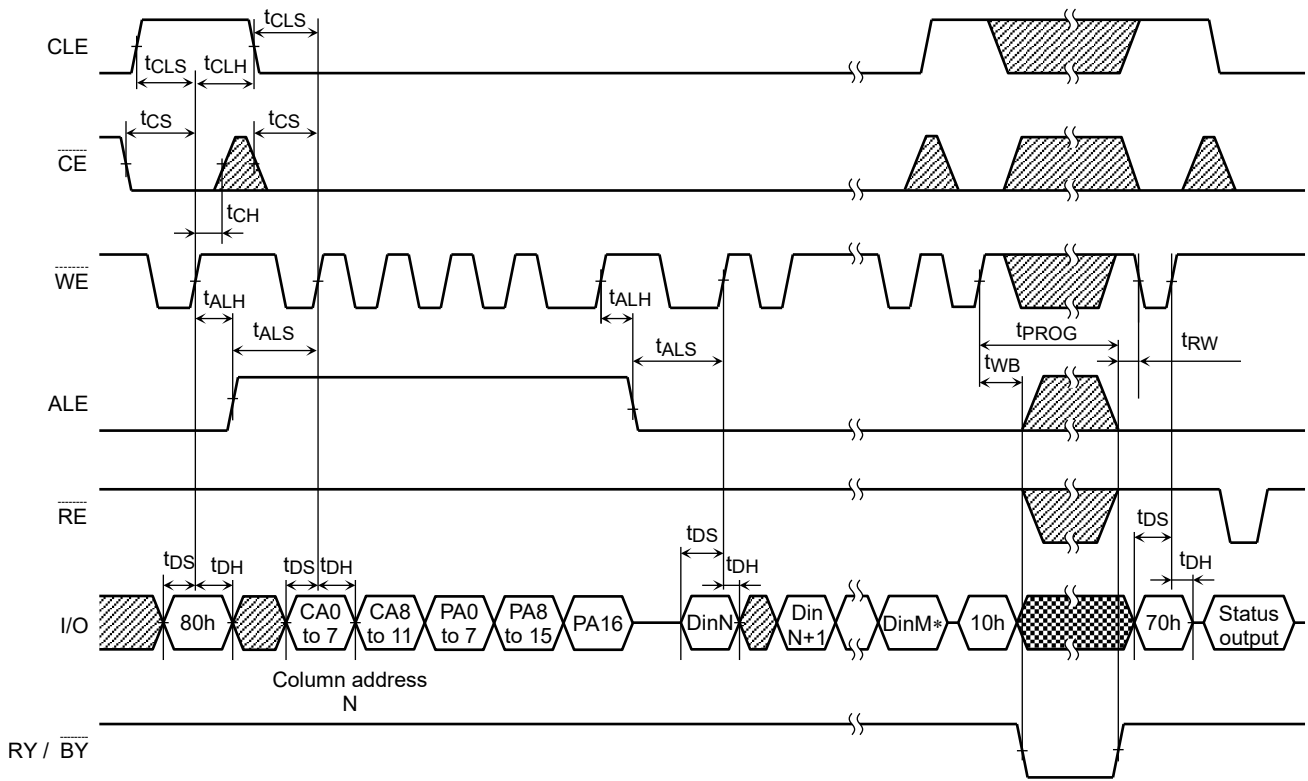 tCLS
CLE
tCLS tCLH
tCS tCS
CE
tCH
WE
tALH tALH
tALS tPROG
tALS tRW
tWB
ALE
RE
tDS tDS
tDS tDH tDS tDH tDH tDH
I/O 80h CA0 to 7 CA8 to 11 PA0 to 7 PA8 to 15 PA16 DinN Din N+1 DinM* 10h 70h Status output
Column address
N
RY / BY